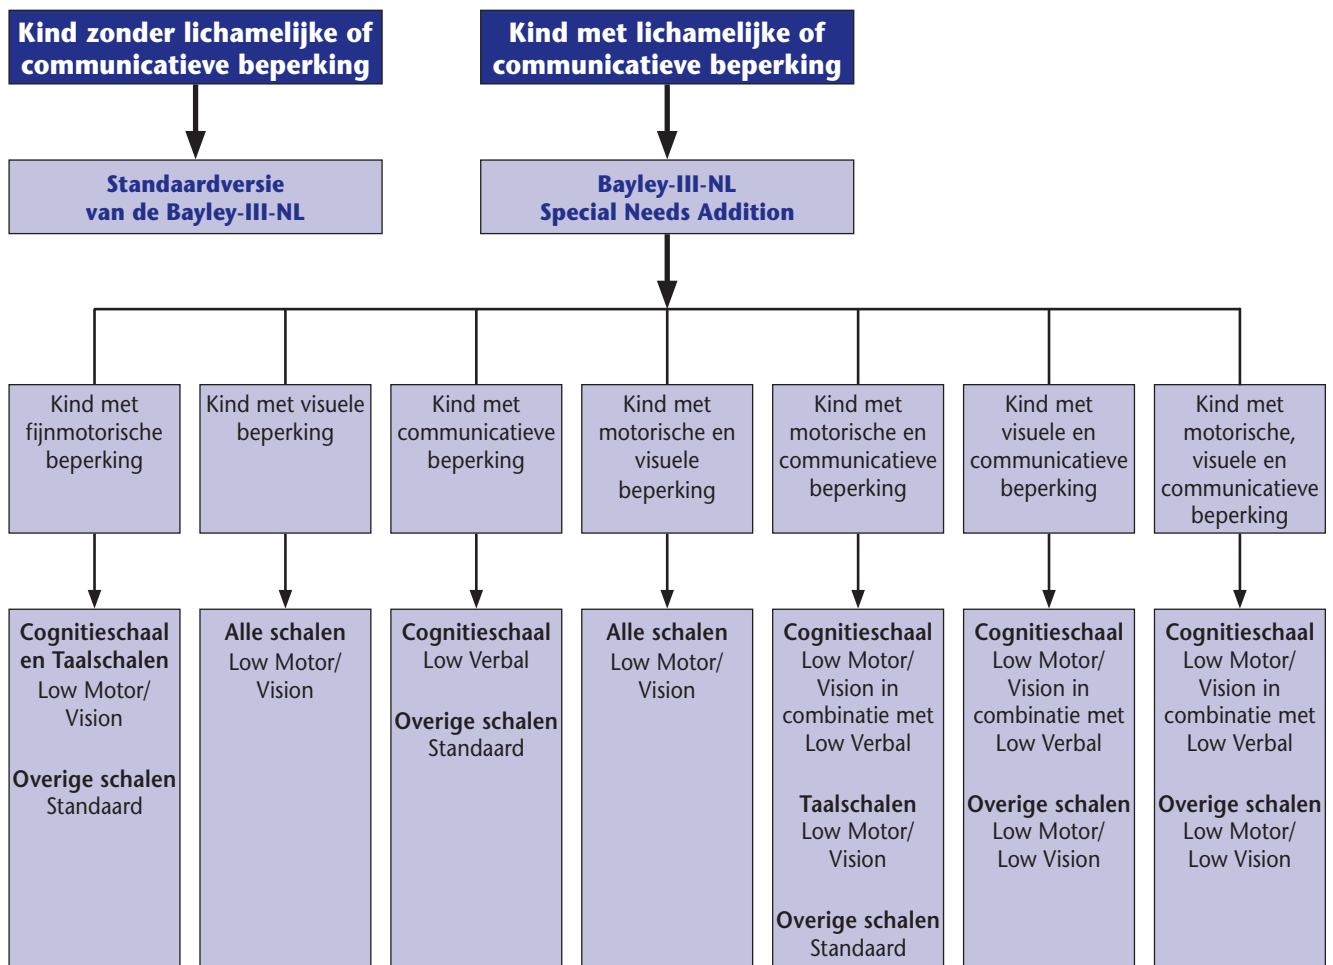 Kind zonder lichamelijke of
communicatieve beperking
Kind met lichamelijke of
communicatieve beperking
Standaardversie
van de Bayley-III-NL
Bayley-III-NL
Special Needs Addition
Kind met
fijnmotorische
beperking
Kind met visuele
beperking
Kind met
communicatieve
beperking
Kind met
motorische en
visuele
beperking
Kind met
motorische en
communicatieve
beperking
Kind met
visuele en
communicatieve
beperking
Kind met
motorische,
visuele en
communicatieve
beperking
Cognitieschaal
en Taalschalen
Low Motor/
Vision
Overige schalen
Standaard
Alle schalen
Low Motor/
Vision
Cognitieschaal
Low Verbal
Overige schalen
Standaard
Alle schalen
Low Motor/
Vision
Cognitieschaal
Low Motor/
Vision in
combinatie met
Low Verbal
Taalschalen
Low Motor/
Vision
Overige schalen
Standaard
Cognitieschaal
Low Motor/
Vision in
combinatie met
Low Verbal
Overige schalen
Low Motor/
Low Vision
Cognitieschaal
Low Motor/
Vision in
combinatie met
Low Verbal
Overige schalen
Low Motor/
Low Vision